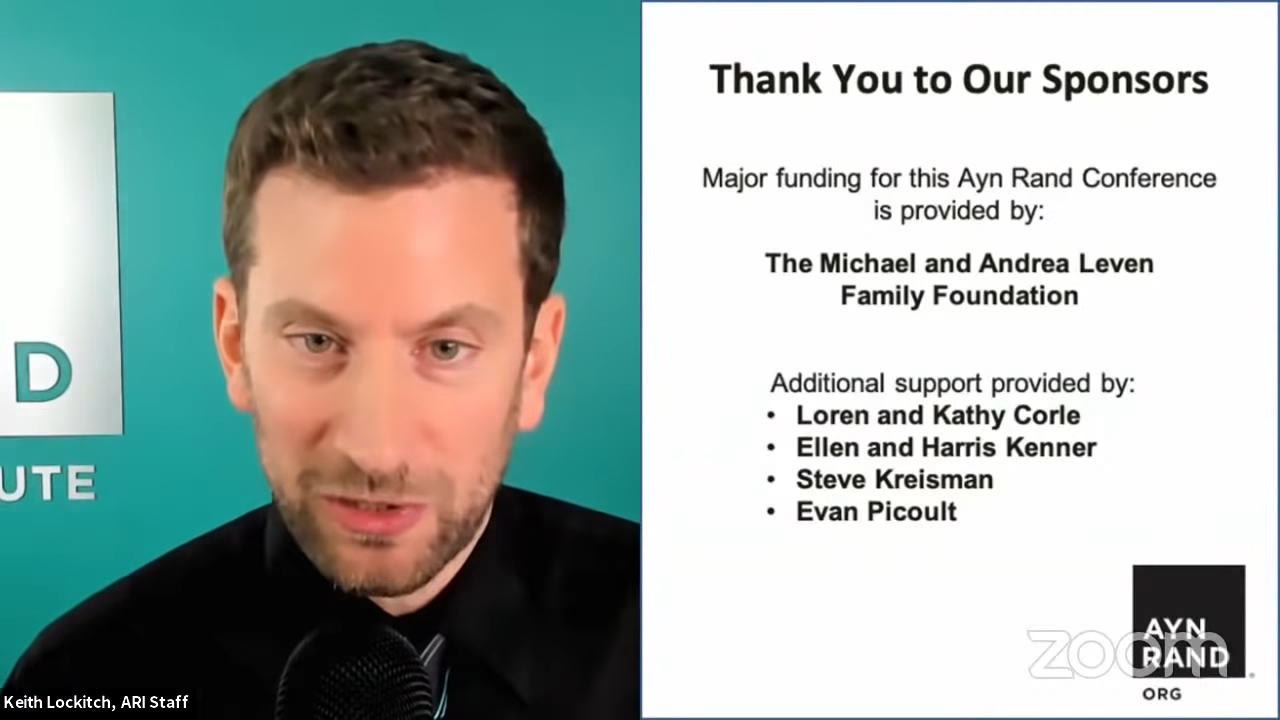 D
UTE
Keith Lockitch, ARI Staff
Thank You to Our Sponsors
Major funding for this Ayn Rand Conference
is provided by:
The Michael and Andrea Leven
Family Foundation
Additional support provided by:
• Loren and Kathy Corle
• Ellen and Harris Kenner
• Steve Kreisman
• Evan Picoult
AYN
RAND
ORG
zoom